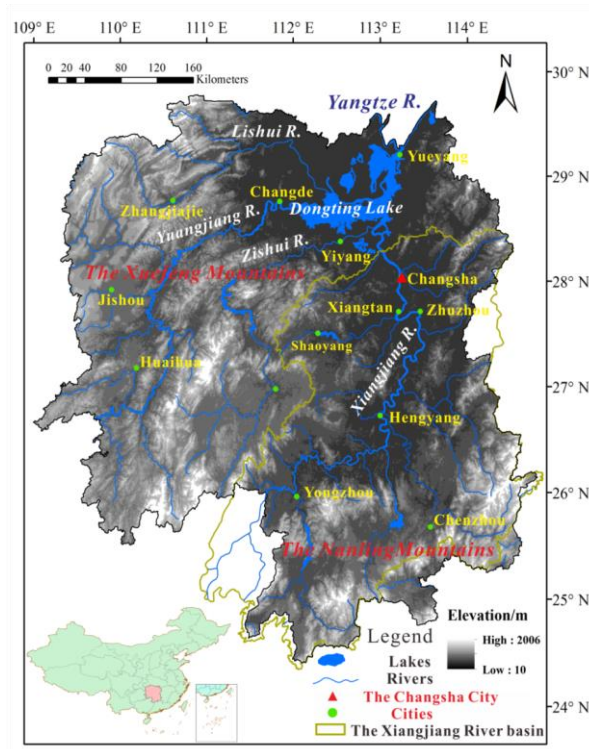 109° E 110° E 111° E 112° E 113° E 114° E
0 20 40 80 120 160
Kilometers
N
30° N
Yangtze R.
Lishui R.
Yueyang
29° N
Changde
Zhangjiajie
Dongting Lake
Yuangjiang R.
Zishui R.
Yiyang
28° N
The Xuefeng Mountains
Changsha
Jishou
Xiangtan
Zhuzhou
Shaoyang
Xiangjiang R.
Huaihua
27° N
Hengyang
26° N
Yongzhou
Chenzhou
The Nanling Mountains
25° N
Elevation/m
Legend
High : 2006
Low : 10
Lakes
Rivers
The Changsha City
Cities
The Xiangjiang River basin
24° N